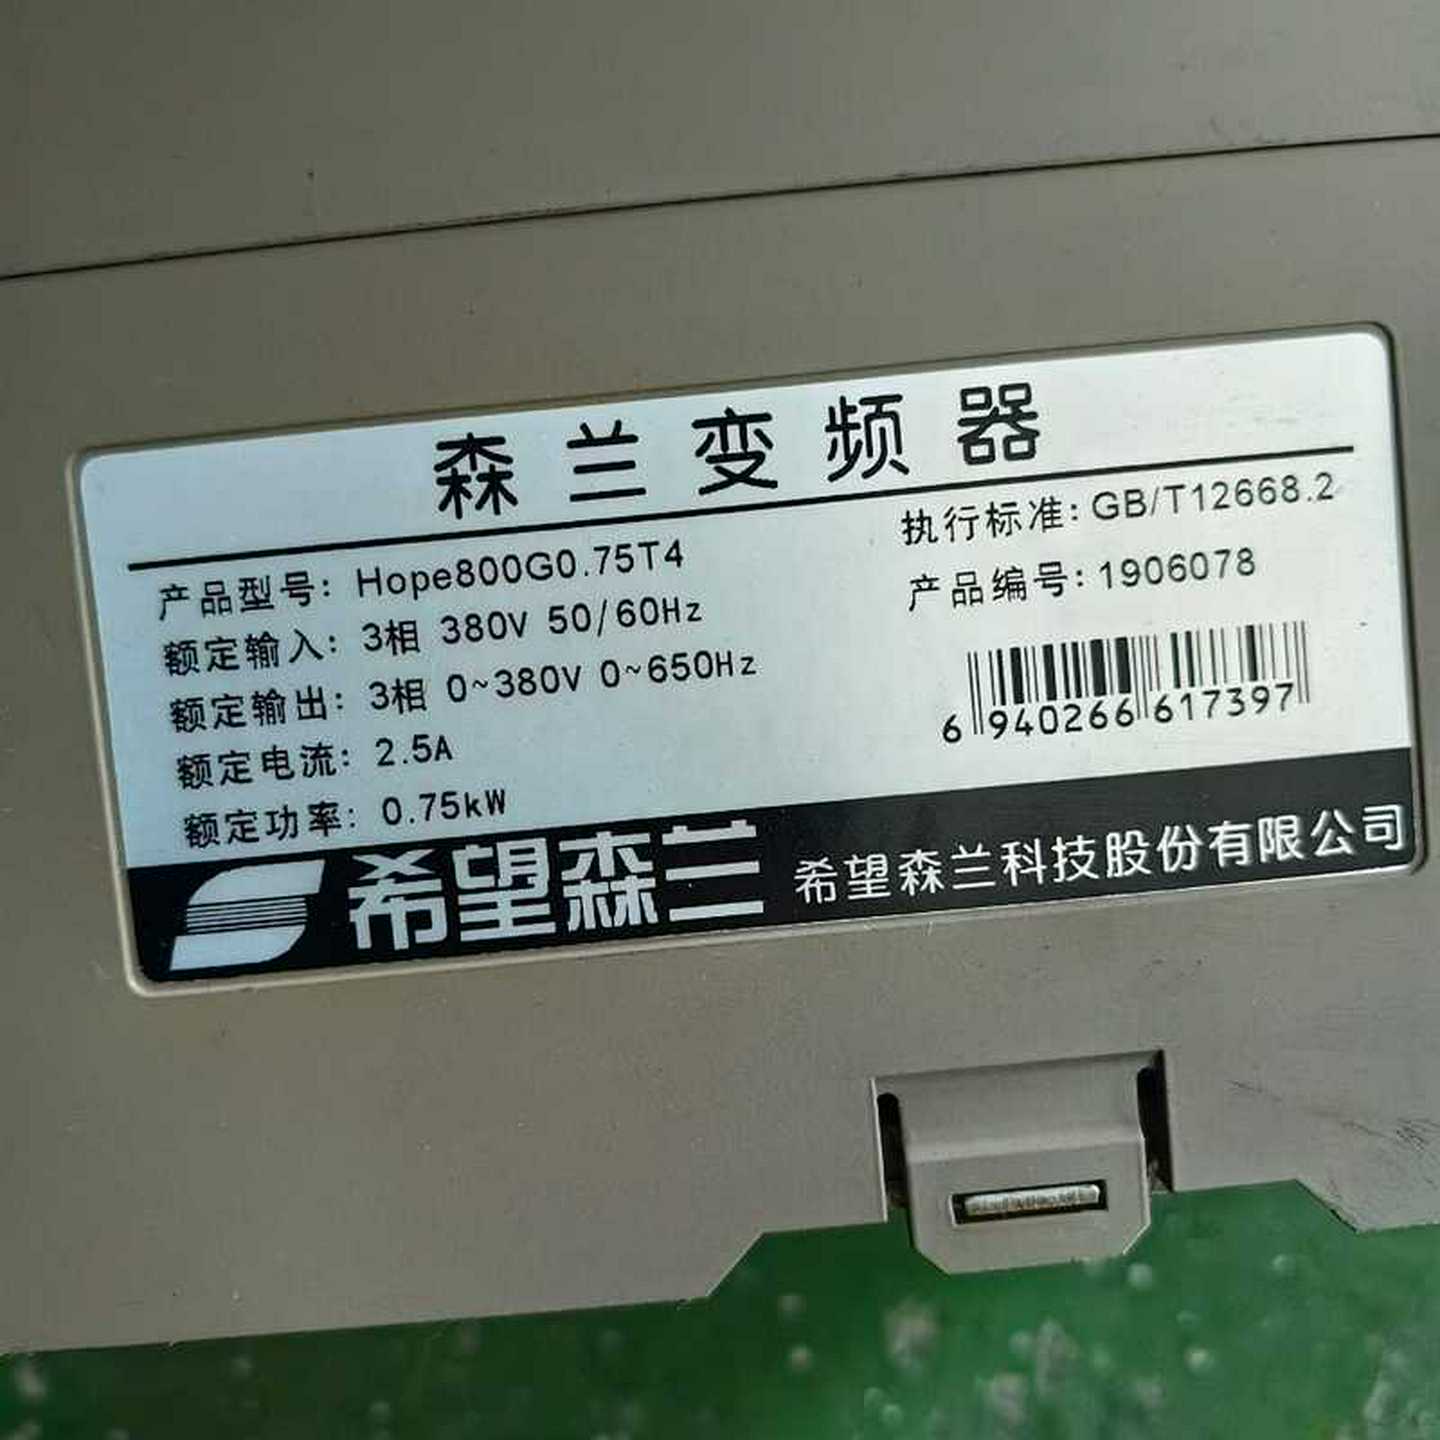 森兰变频器
产品型号: Hope800G0.75T4
额定输入: 3相 380V 50/60Hz
额定输出: 3相 0~380V 0~650Hz
额定电流: 2.5A
额定功率: 0.75kW
执行标准: GB/T12668.2
产品编号: 1906078
6 940266 617397
希望森兰
希望森兰科技股份有限公司